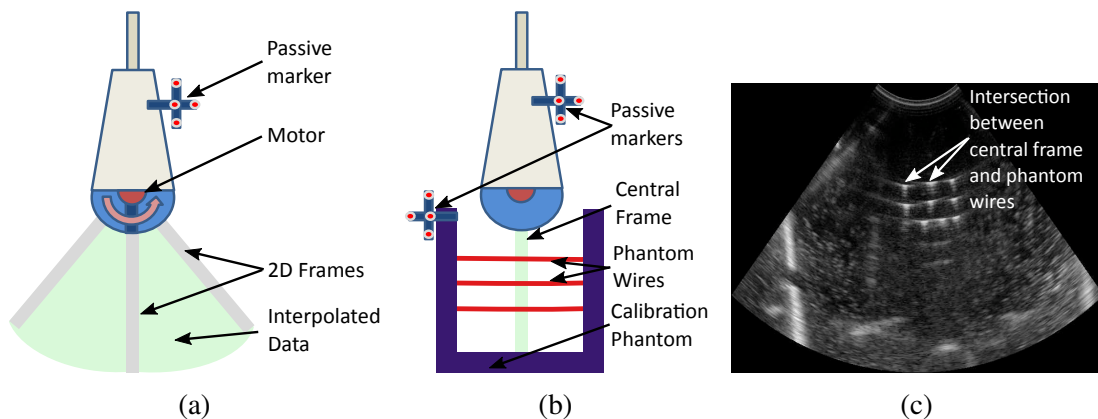 Passive
marker
Motor
2D Frames
Interpolated
Data
(a)
Passive
markers
Central
Frame
Phantom
Wires
Calibration
Phantom
(b)
Intersection
between
central frame
and phantom
wires
(c)